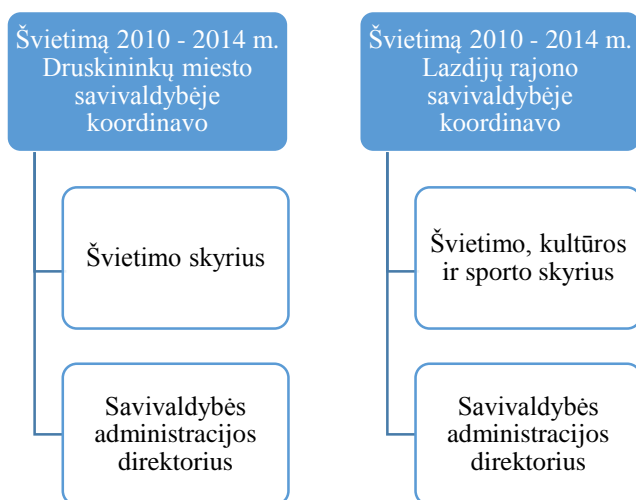 Švietimą 2010 - 2014 m.
Druskininkų miesto
savivaldybėje
koordinavo
Švietimo skyrius
Savivaldybės
administracijos
direktorius
Švietimą 2010 - 2014 m.
Lazdijų rajono
savivaldybėje
koordinavo
Švietimo, kultūros
ir sporto skyrius
Savivaldybės
administracijos
direktorius